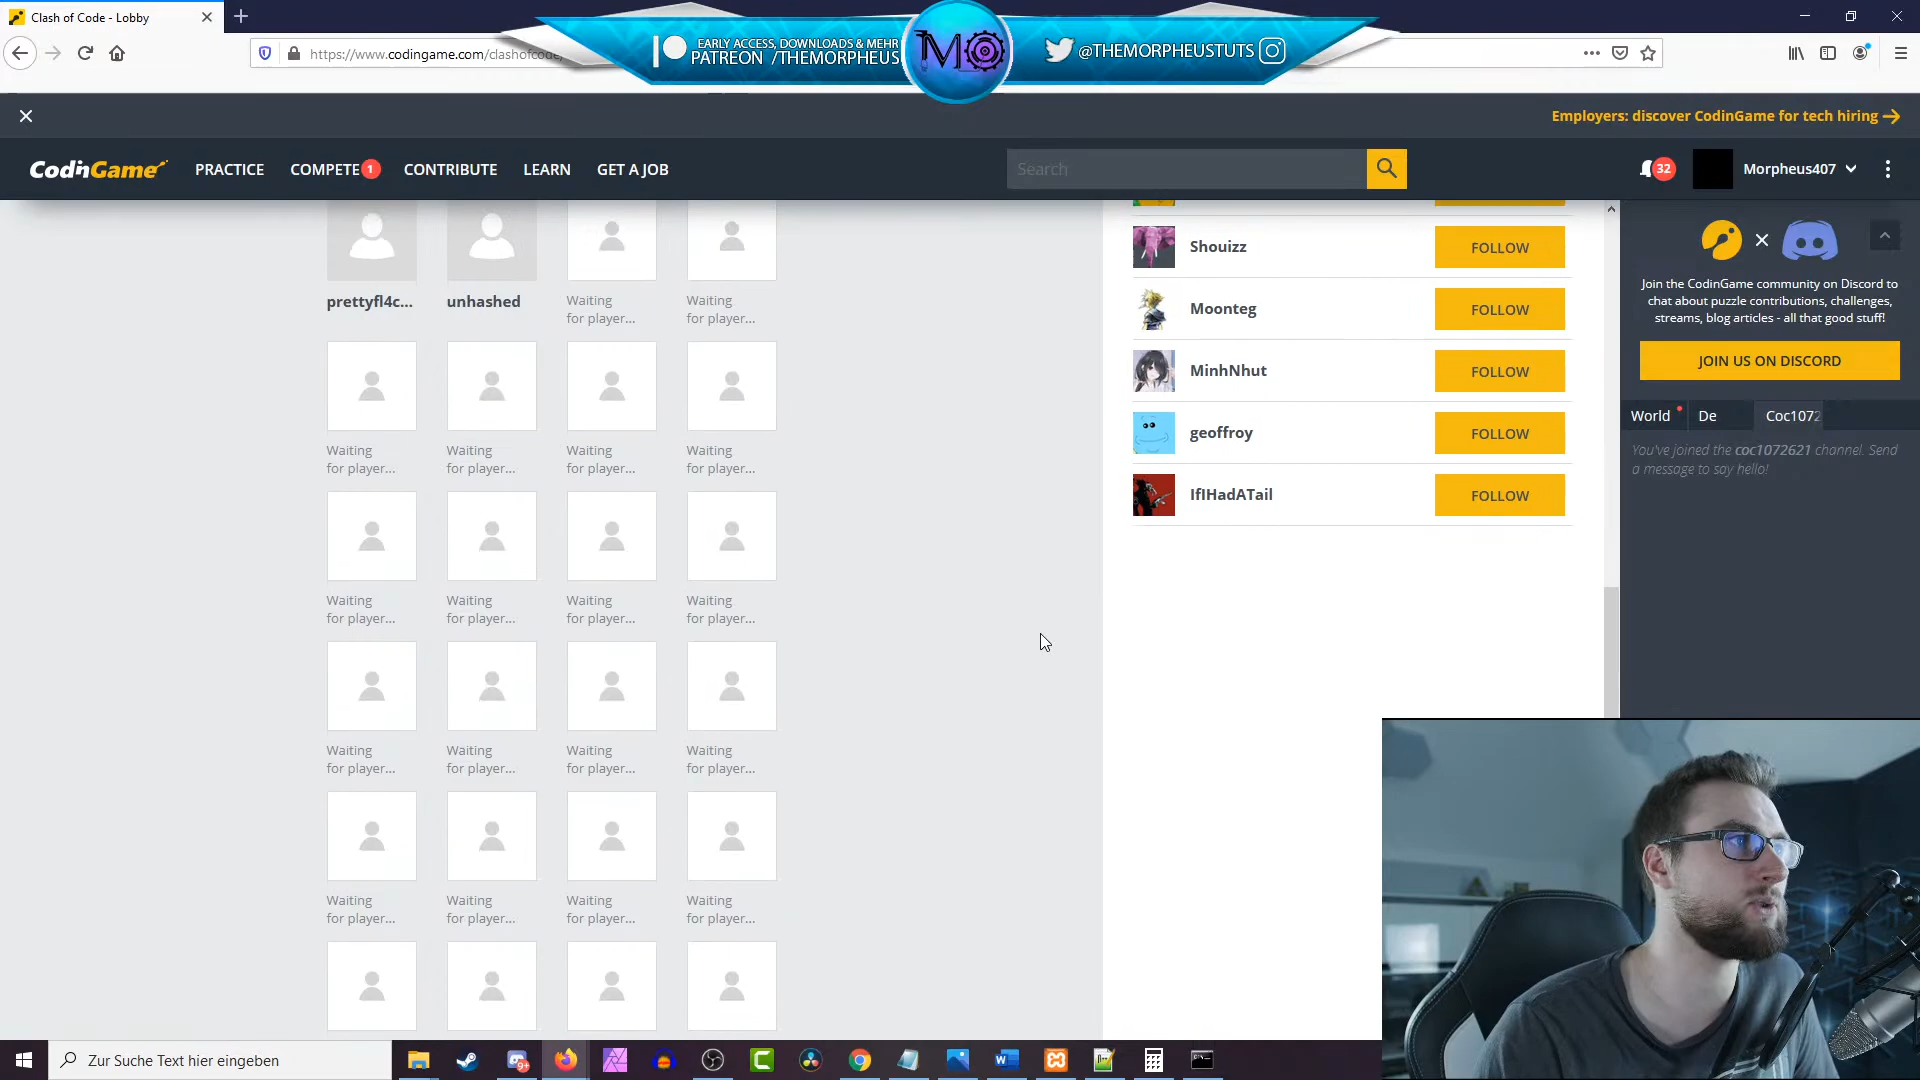 Clash of Code - Lobby
EARLY ACCESS, DOWNLOADS & MEHR
PATREON /THEMORPHEUS
MO
@THEMORPHEUSTUTS
https://www.codingame.com/clashofcode
Employers: discover CodinGame for tech hiring
CodinGame
PRACTICE
COMPETE 1
CONTRIBUTE
LEARN
GET A JOB
Search
32
Morpheus407
prettyfl4c...
unhashed
Waiting
for player...
Waiting
for player...
Waiting
for player...
Waiting
for player...
Waiting
for player...
Waiting
for player...
Waiting
for player...
Waiting
for player...
Waiting
for player...
Waiting
for player...
Waiting
for player...
Waiting
for player...
Waiting
for player...
Waiting
for player...
Waiting
for player...
Waiting
for player...
Waiting
for player...
Waiting
for player...
Shouizz
FOLLOW
Moonteg
FOLLOW
MinhNhut
FOLLOW
geoffroy
FOLLOW
IfIHadATail
FOLLOW
Join the CodinGame community on Discord to
chat about puzzle contributions, challenges,
streams, blog articles - all that good stuff!
JOIN US ON DISCORD
World
De
Coc1072
You've joined the coc1072621 channel. Send
a message to say hello!
Zur Suche Text hier eingeben
9+